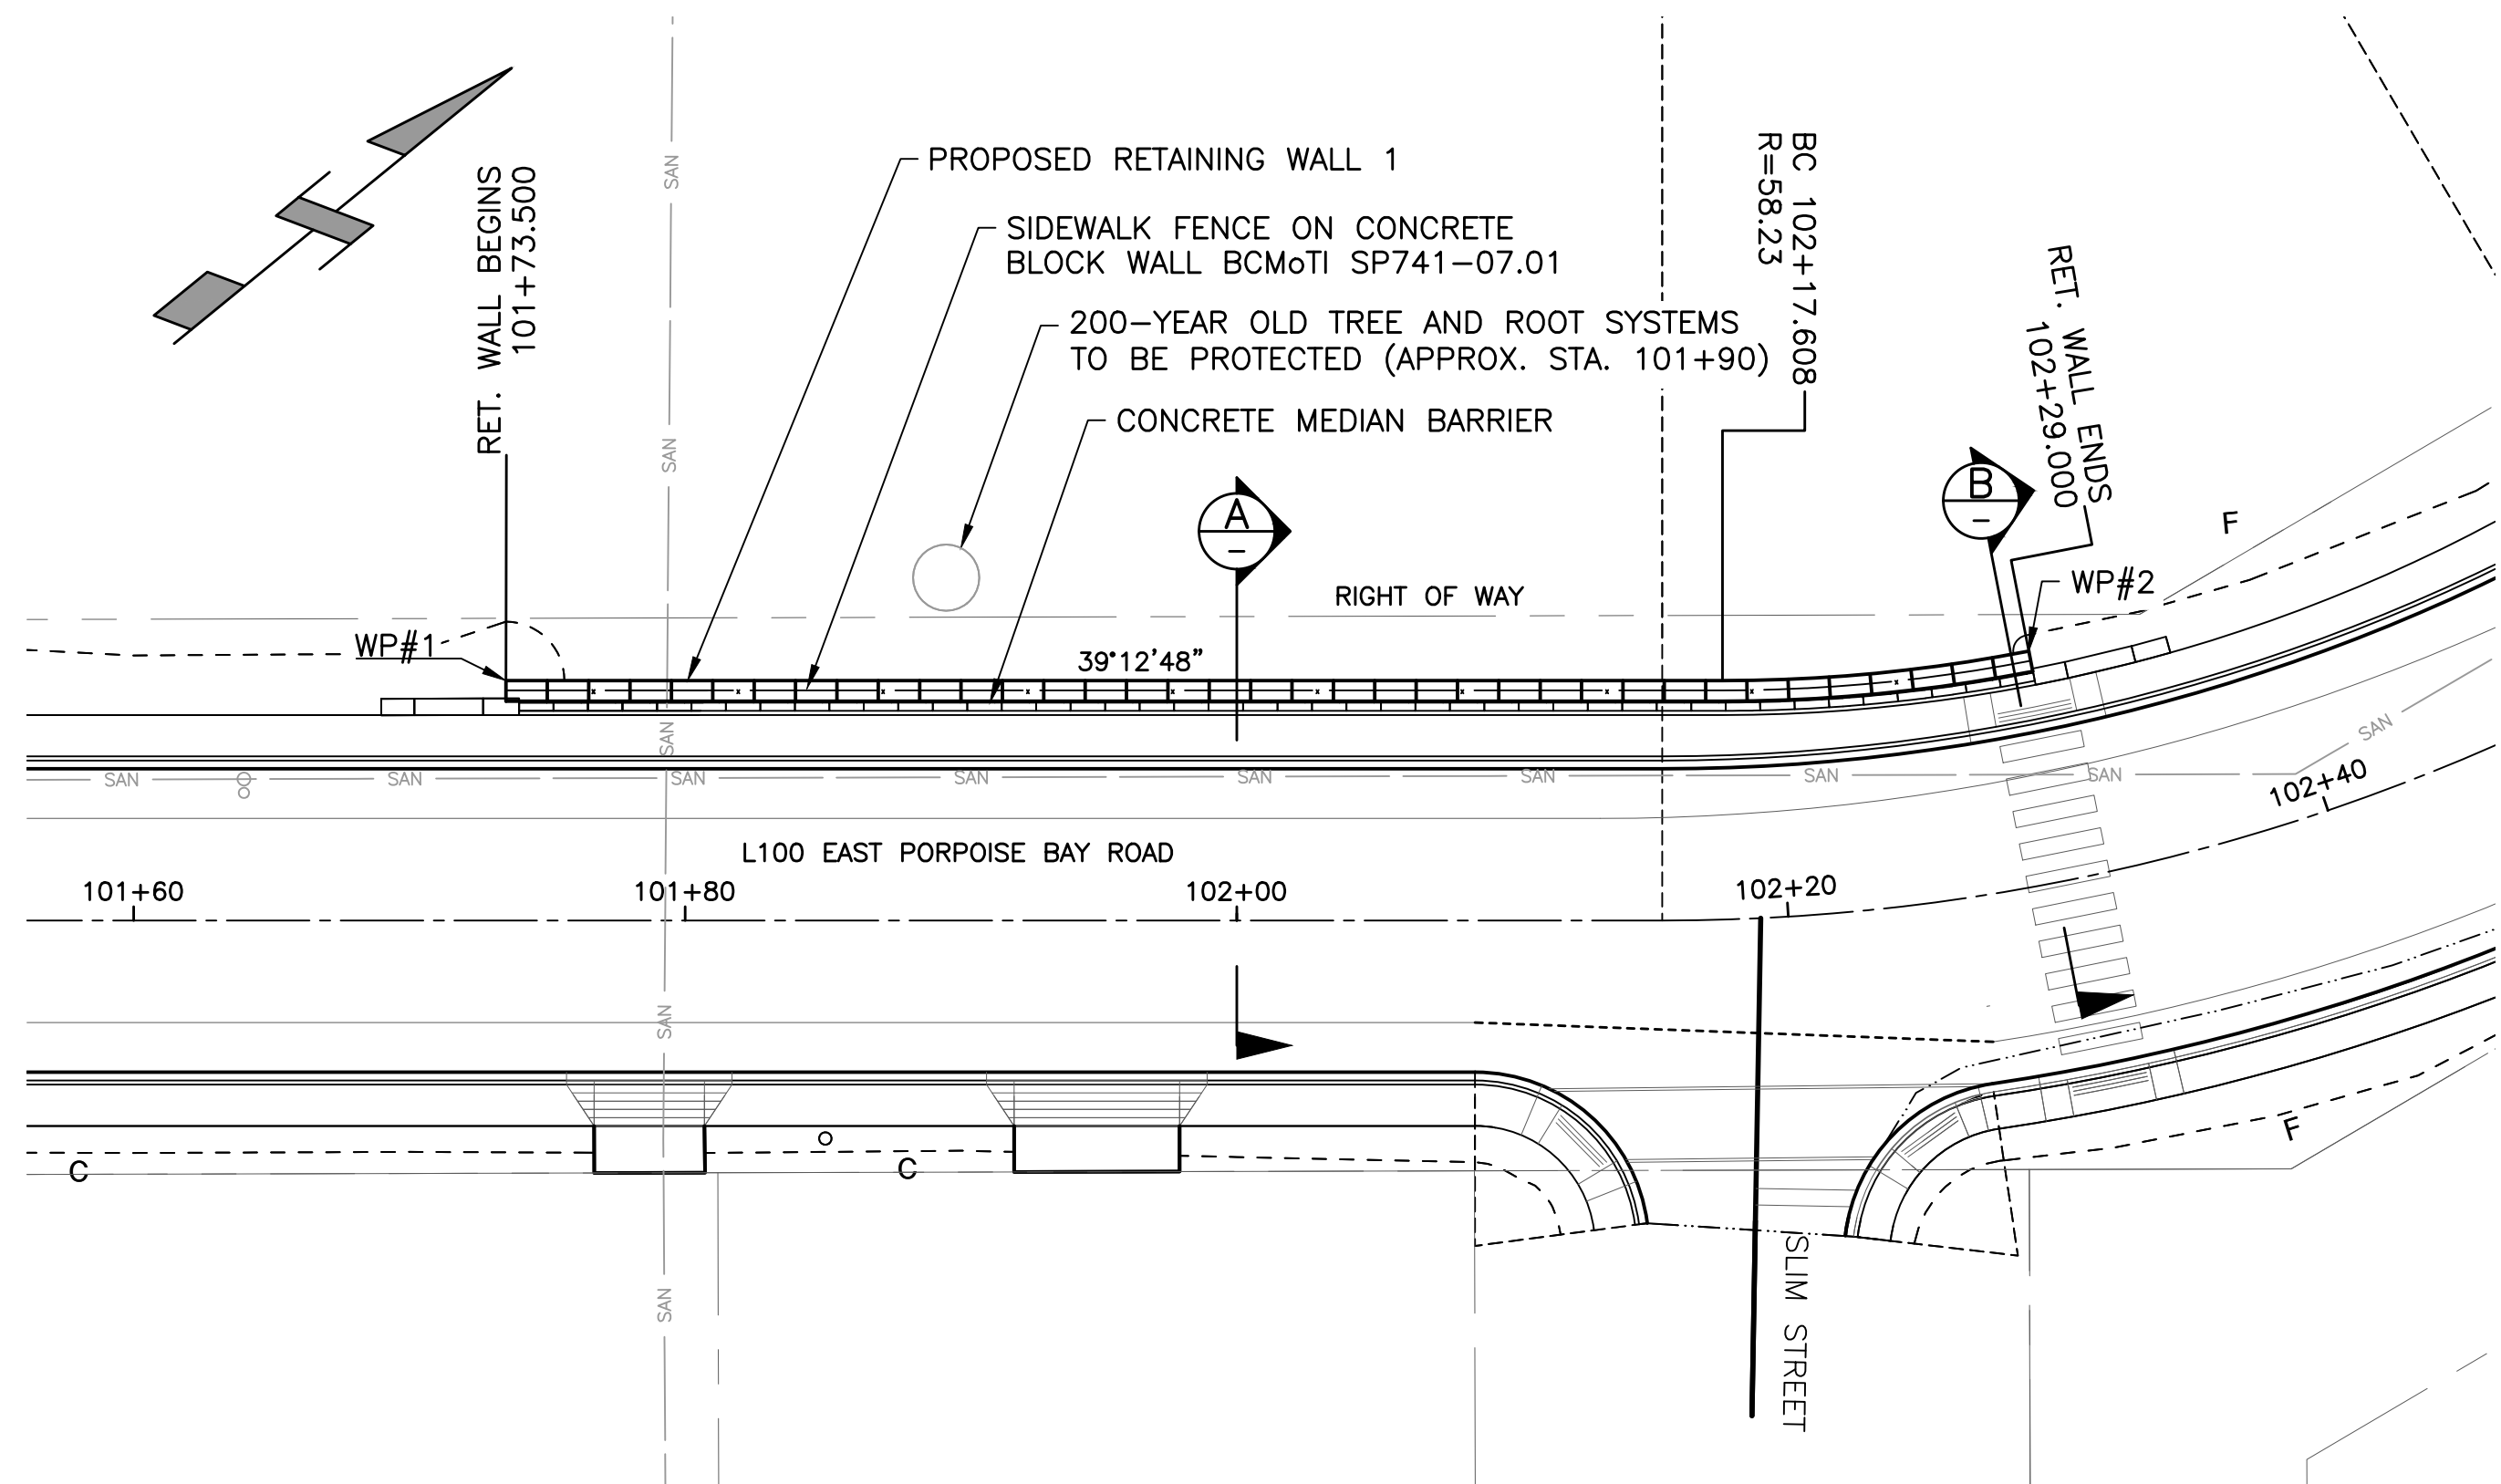 PROPOSED RETAINING WALL 1
SIDEWALK FENCE ON CONCRETE
BLOCK WALL BCMoTI SP741-07.01
200-YEAR OLD TREE AND ROOT SYSTEMS
TO BE PROTECTED (APPROX. STA. 101+90)
CONCRETE MEDIAN BARRIER
RET. WALL BEGINS
101+73.500
BC 102+17.608
R=58.23
RET. WALL ENDS
102+29.000
SAN
SAN
A
-
B
-
F
RIGHT OF WAY
WP#1
WP#2
39°12'48"
SAN
SAN
SAN
SAN
SAN
SAN
SAN
SAN
SAN
SAN
102+40
L100 EAST PORPOISE BAY ROAD
101+60
101+80
102+00
102+20
SAN
C
C
F
SAN
SLIM STREET